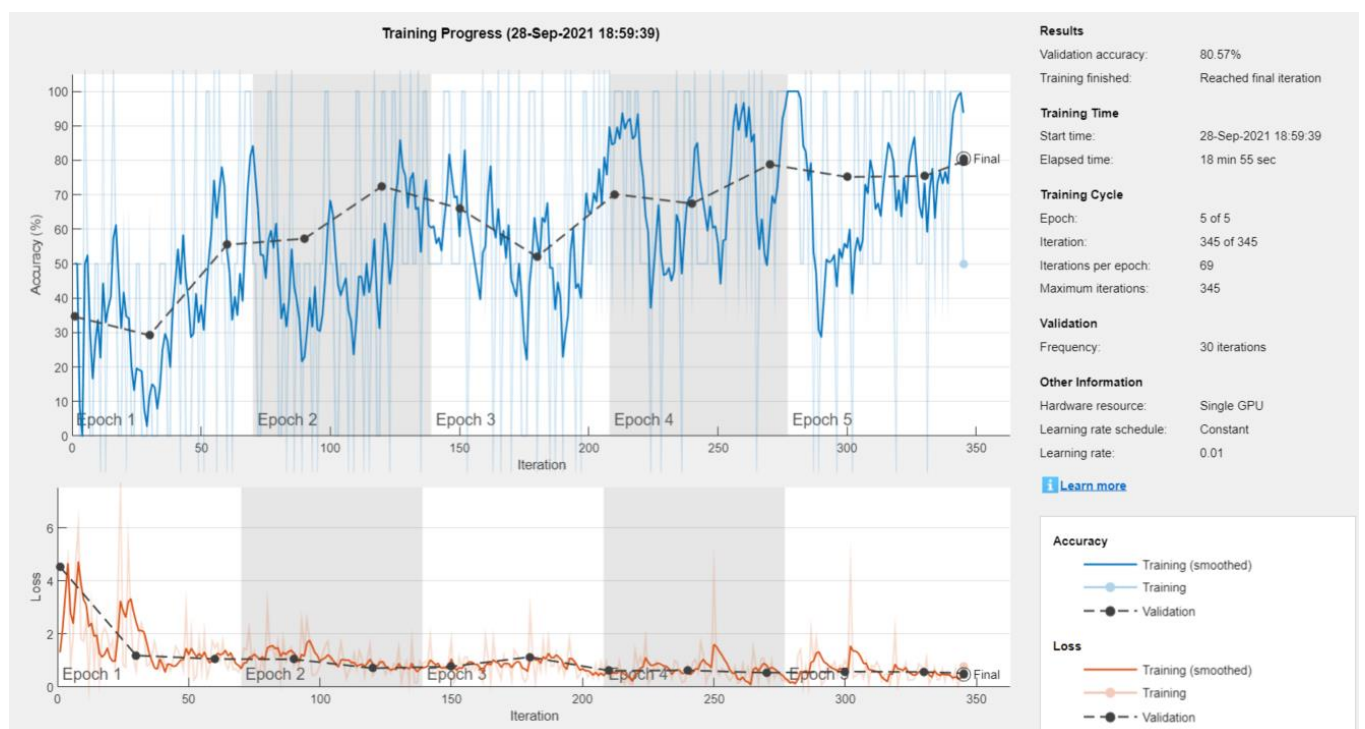 Training Progress (28-Sep-2021 18:59:39)
Accuracy (%)
100
90
80
70
60
50
40
30
20
10
0
Final
Epoch 1
Epoch 2
Epoch 3
Epoch 4
Epoch 5
0
50
100
150
200
250
300
350
Iteration
Loss
6
4
2
0
Final
Epoch 1
Epoch 2
Epoch 3
Epoch 4
Epoch 5
0
50
100
150
200
250
300
350
Iteration
Results
Validation accuracy: 80.57%
Training finished: Reached final iteration
Training Time
Start time: 28-Sep-2021 18:59:39
Elapsed time: 18 min 55 sec
Training Cycle
Epoch: 5 of 5
Iteration: 345 of 345
Iterations per epoch: 69
Maximum iterations: 345
Validation
Frequency: 30 iterations
Other Information
Hardware resource: Single GPU
Learning rate schedule: Constant
Learning rate: 0.01
i Learn more
Accuracy
Training (smoothed)
Training
Validation
Loss
Training (smoothed)
Training
Validation